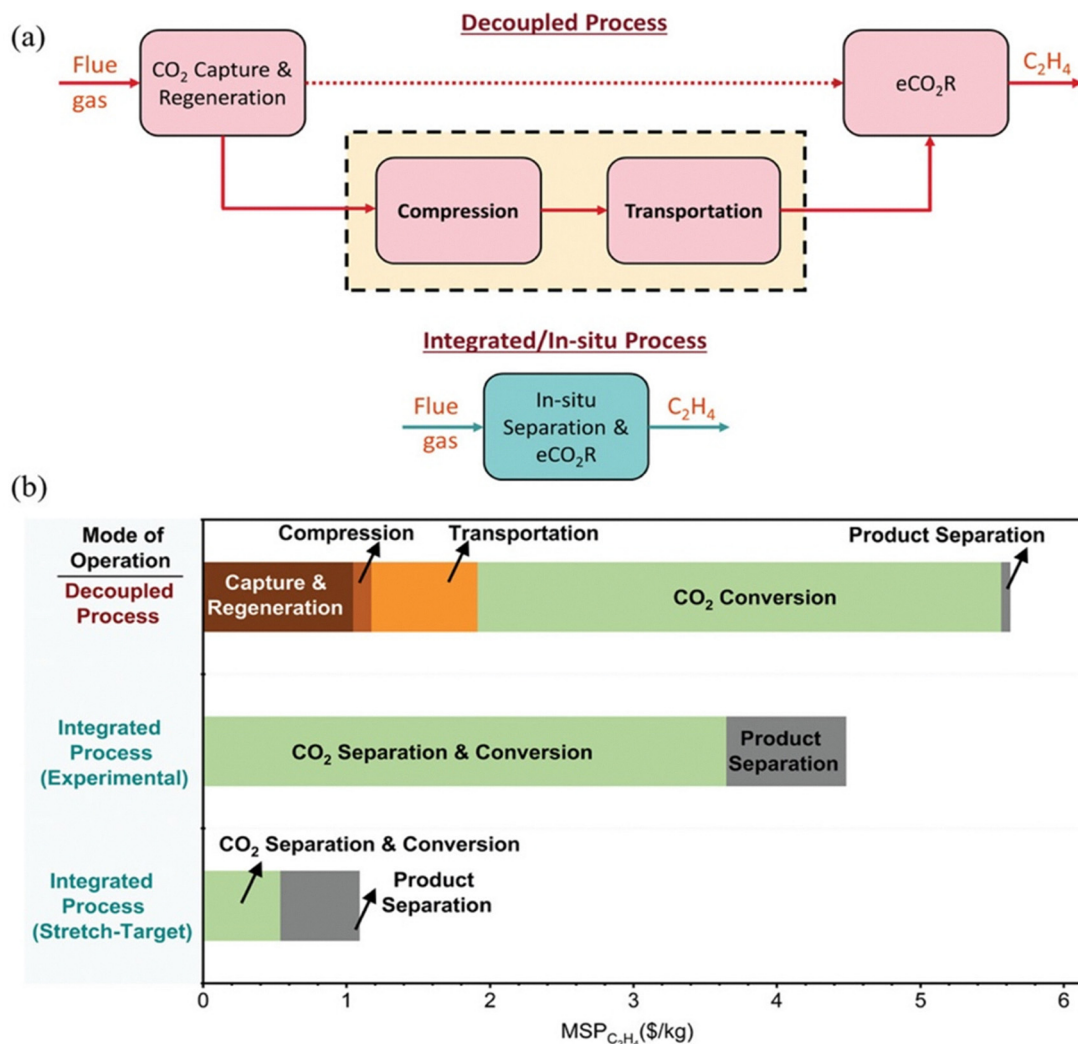 (a)
Decoupled Process
Flue
gas
CO₂ Capture &
Regeneration
eCO₂R
C₂H₄
Compression
Transportation
Integrated/In-situ Process
Flue
gas
In-situ
Separation &
eCO₂R
C₂H₄
(b)
Mode of
Operation
Decoupled
Process
Compression
Transportation
Product Separation
Capture &
Regeneration
CO₂ Conversion
Integrated
Process
(Experimental)
CO₂ Separation & Conversion
Product
Separation
CO₂ Separation & Conversion
Integrated
Process
(Stretch-Target)
Product
Separation
0 1 2 3 4 5 6
MSP_C₂H₄($/kg)